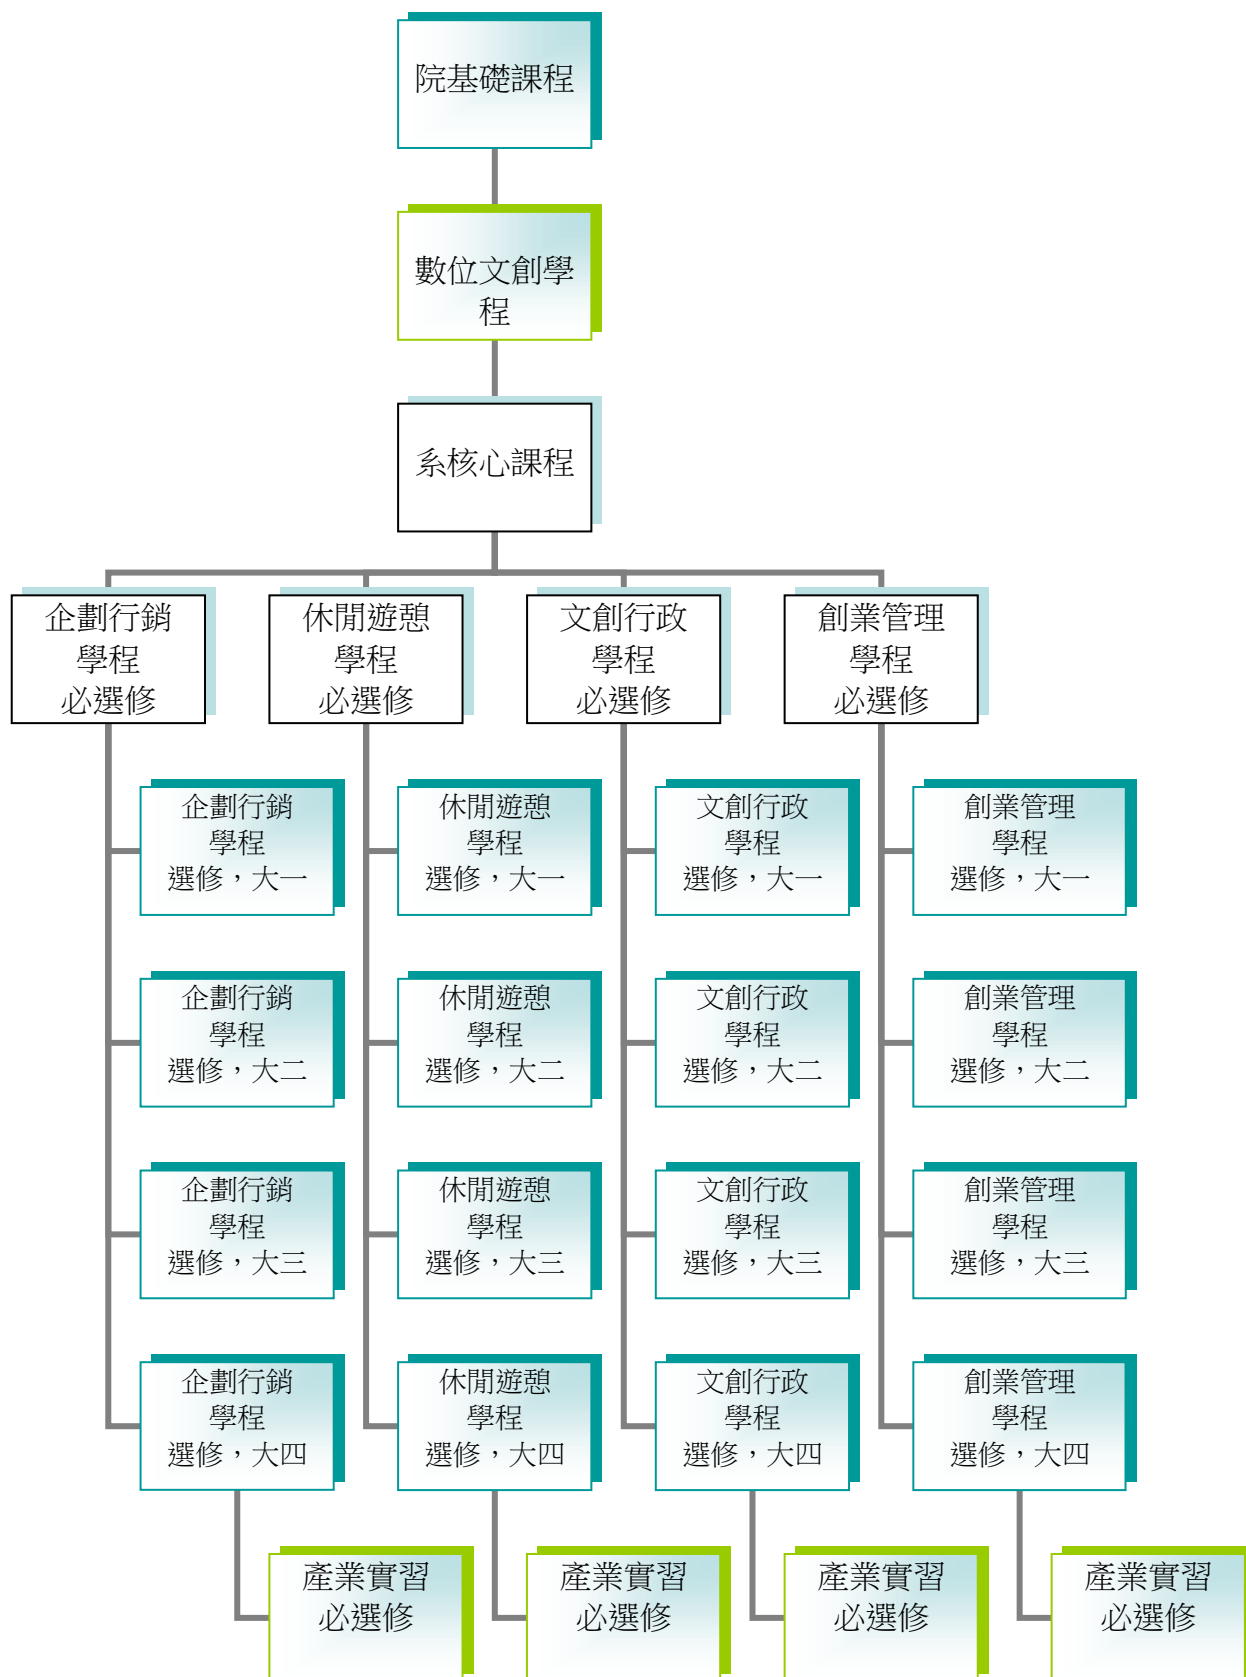 院基礎課程
數位文創學
程
系核心課程
企劃行銷
學程
必選修
休閒遊憩
學程
必選修
文創行政
學程
必選修
創業管理
學程
必選修
企劃行銷
學程
選修，大一
休閒遊憩
學程
選修，大一
文創行政
學程
選修，大一
創業管理
學程
選修，大一
企劃行銷
學程
選修，大二
休閒遊憩
學程
選修，大二
文創行政
學程
選修，大二
創業管理
學程
選修，大二
企劃行銷
學程
選修，大三
休閒遊憩
學程
選修，大三
文創行政
學程
選修，大三
創業管理
學程
選修，大三
企劃行銷
學程
選修，大四
休閒遊憩
學程
選修，大四
文創行政
學程
選修，大四
創業管理
學程
選修，大四
產業實習
必選修
產業實習
必選修
產業實習
必選修
產業實習
必選修